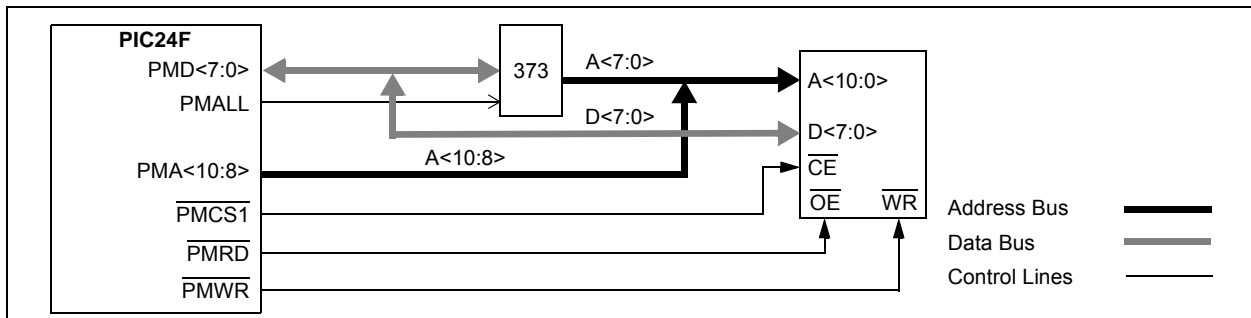 PIC24F
PMD<7:0>
PMALL
PMA<10:8>
PMCS1
PMRD
PMWR
373
A<7:0>
D<7:0>
A<10:8>
A<10:0>
D<7:0>
CE
OE WR
Address Bus
Data Bus
Control Lines